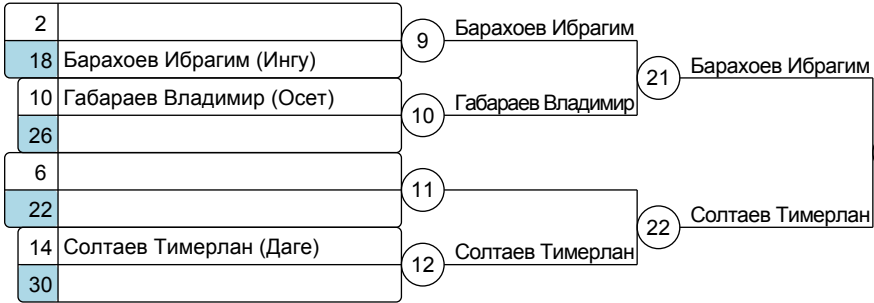 2
18 Барахоев Ибрагим (Ингу)
9
Барахоев Ибрагим
10 Габараев Владимир (Осет)
26
10
Габараев Владимир
21
Барахоев Ибрагим
6
22
11
14 Солтаев Тимерлан (Даге)
30
12
Солтаев Тимерлан
22
Солтаев Тимерлан